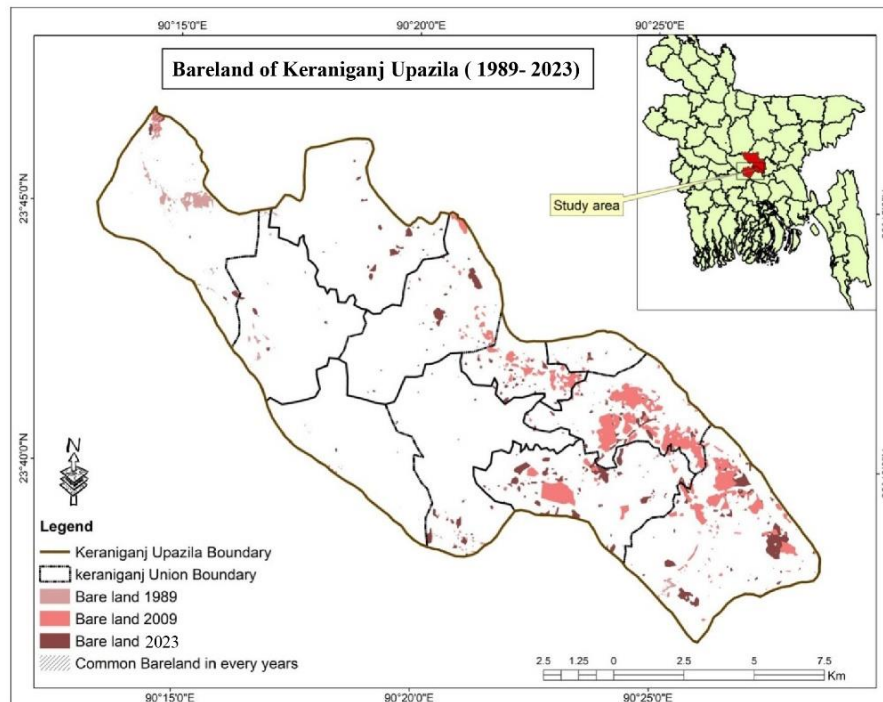 90°15'0"E 90°20'0"E 90°25'0"E
Bareland of Keraniganj Upazila ( 1989- 2023)
Study area
23°45'0"N
23°40'0"N
N
Legend
Keraniganj Upazila Boundary
keraniganj Union Boundary
Bare land 1989
Bare land 2009
Bare land 2023
Common Bareland in every years
2.5 1.25 0 2.5 5 7.5
Km
90°15'0"E 90°20'0"E 90°25'0"E